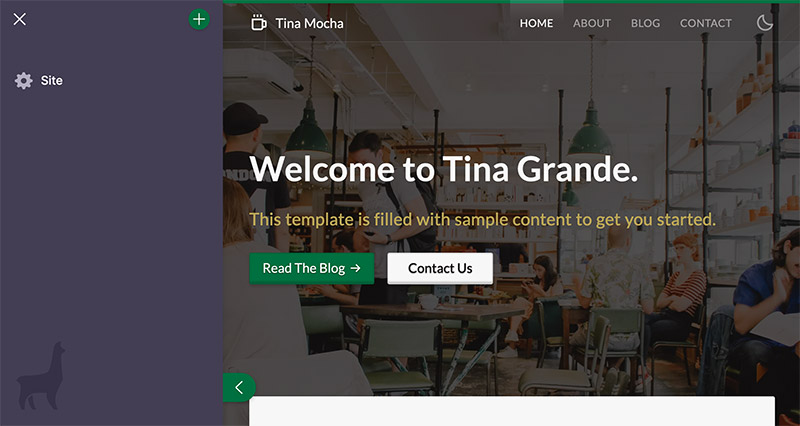 Site
Tina Mocha
HOME ABOUT BLOG CONTACT
Welcome to Tina Grande.
This template is filled with sample content to get you started.
Read The Blog →
Contact Us